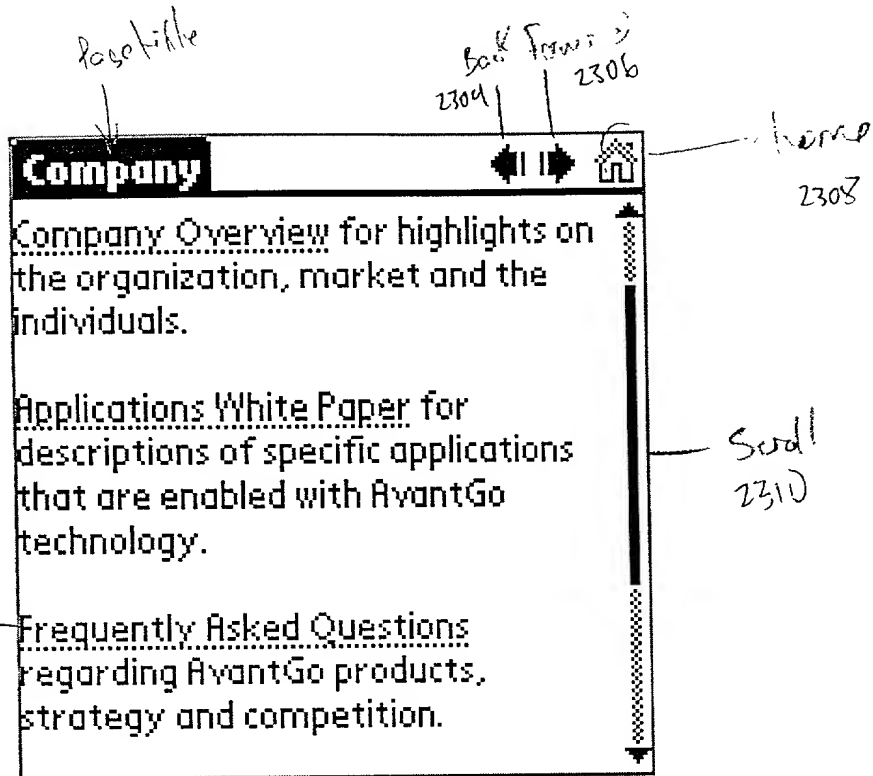 Page title
Back Forward
2304
2306
home
2308
Company
Company Overview for highlights on
the organization, market and the
individuals.
Applications White Paper for
descriptions of specific applications
that are enabled with AvantGo
technology.
Scroll
2310
Frequently Asked Questions
regarding AvantGo products,
strategy and competition.